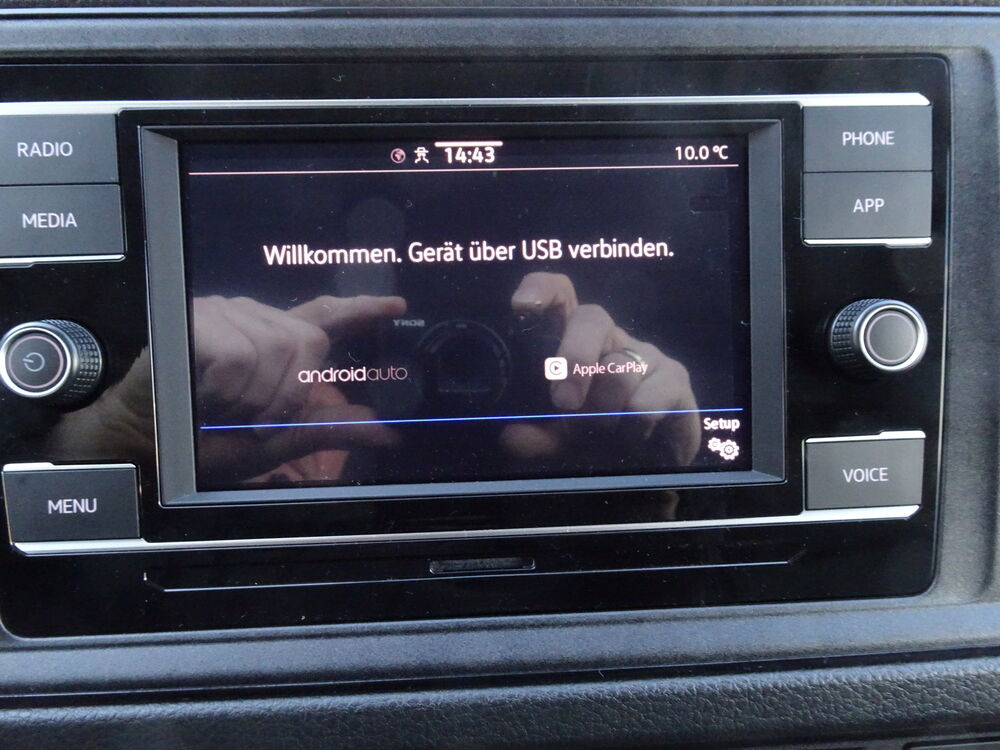 RADIO
MEDIA
MENU
14:43
10.0 °C
Willkommen. Gerät über USB verbinden.
androidauto
Apple CarPlay
Setup
PHONE
APP
VOICE
SONY